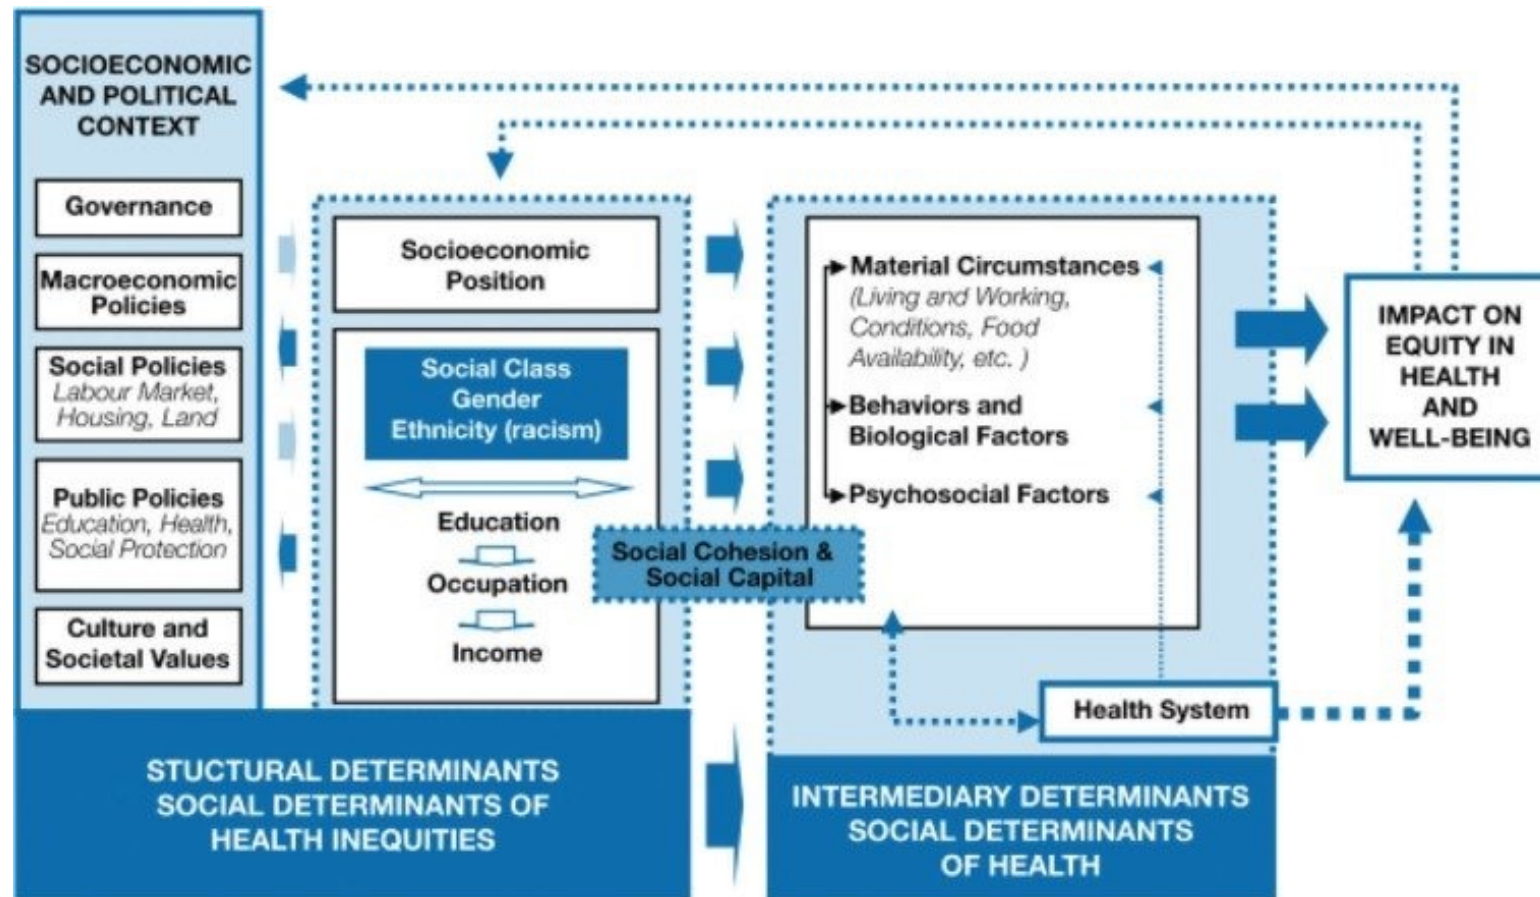 SOCIOECONOMIC
AND POLITICAL
CONTEXT
Governance
Macroeconomic
Policies
Social Policies
Labour Market,
Housing, Land
Public Policies
Education, Health,
Social Protection
Culture and
Societal Values
Socioeconomic
Position
Social Class
Gender
Ethnicity (racism)
Education
Occupation
Income
Social Cohesion &
Social Capital
Material Circumstances
(Living and Working,
Conditions, Food
Availability, etc. )
Behaviors and
Biological Factors
Psychosocial Factors
Health System
IMPACT ON
EQUITY IN
HEALTH
AND
WELL-BEING
STUCTURAL DETERMINANTS
SOCIAL DETERMINANTS OF
HEALTH INEQUITIES
INTERMEDIARY DETERMINANTS
SOCIAL DETERMINANTS
OF HEALTH